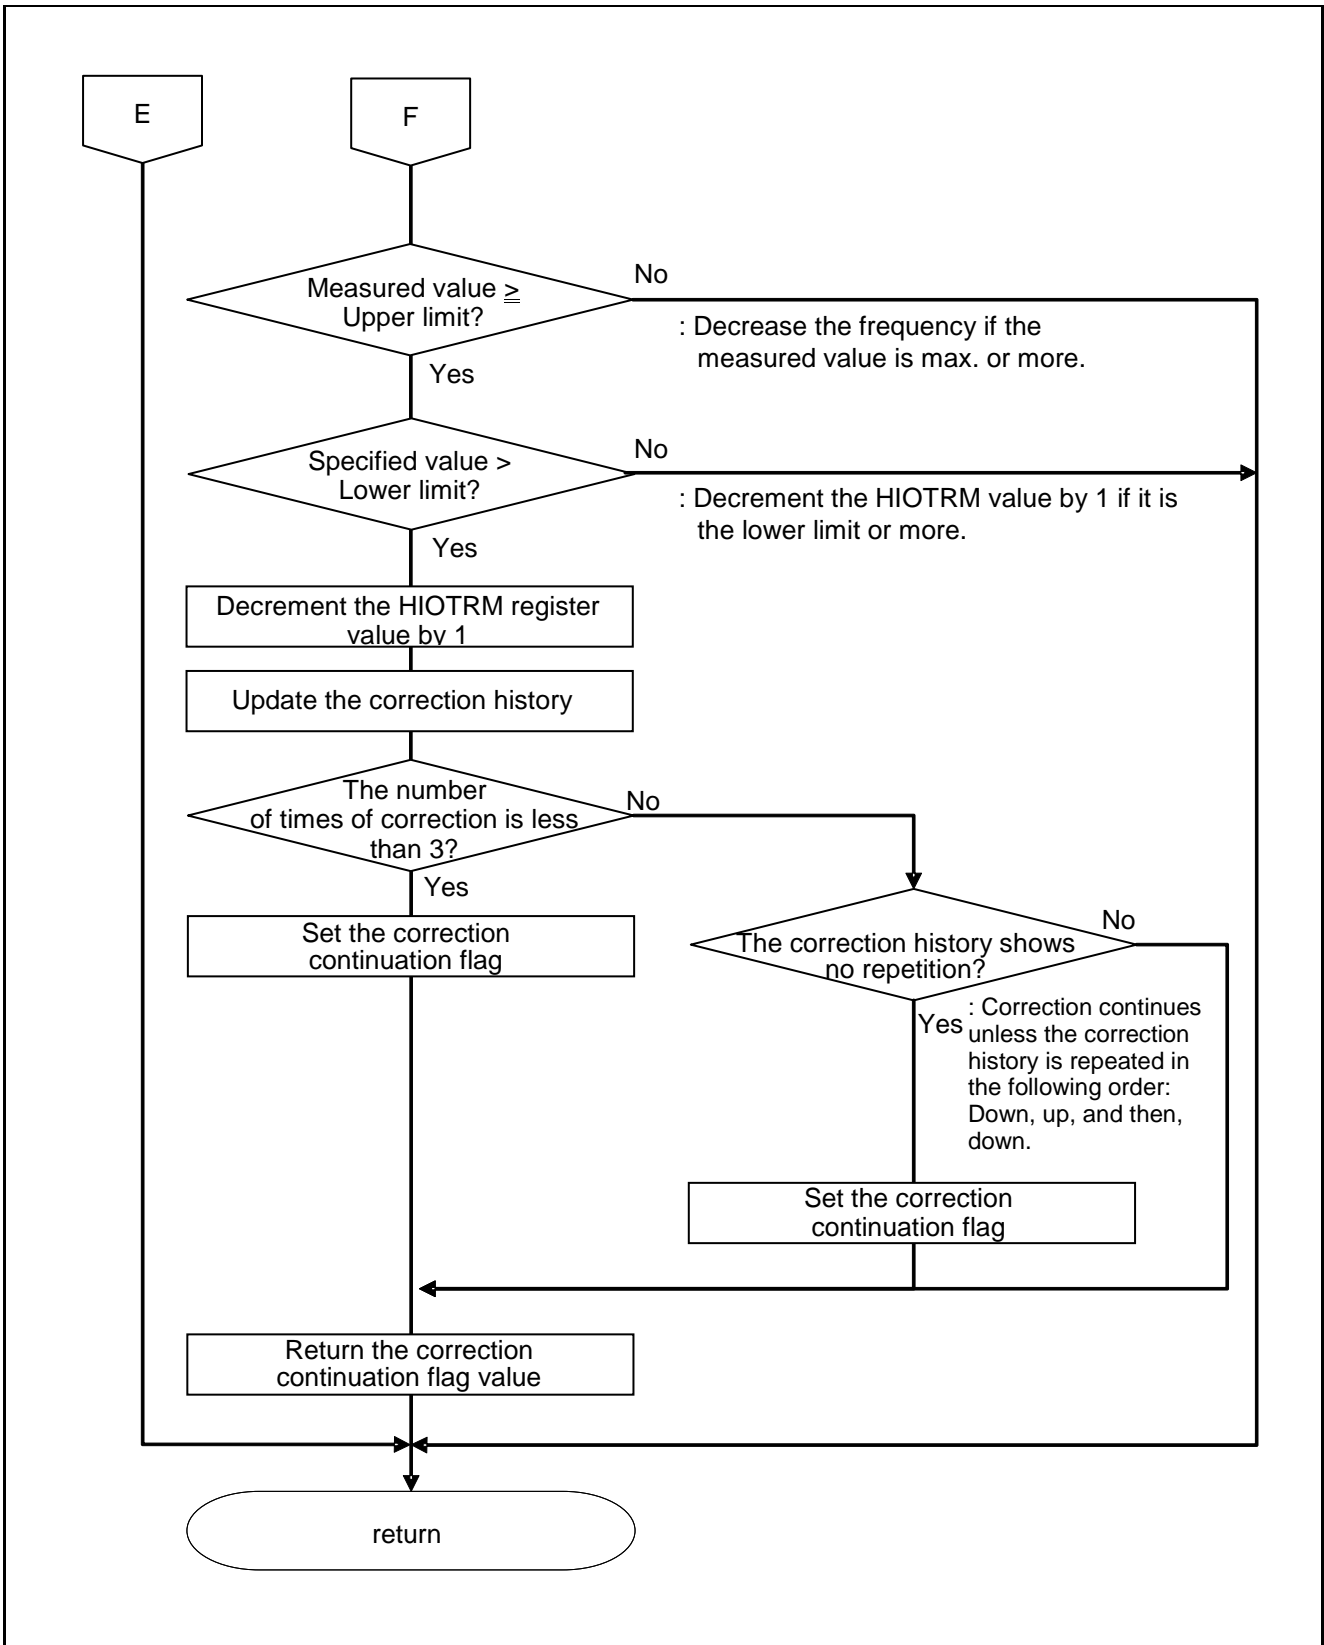 E
F
Measured value ≧
Upper limit?
No
: Decrease the frequency if the
measured value is max. or more.
Yes
Specified value >
Lower limit?
No
: Decrement the HIOTRM value by 1 if it is
the lower limit or more.
Yes
Decrement the HIOTRM register
value by 1
Update the correction history
The number
of times of correction is less
than 3?
No
Yes
Set the correction
continuation flag
The correction history shows
no repetition?
No
Yes
: Correction continues
unless the correction
history is repeated in
the following order:
Down, up, and then,
down.
Set the correction
continuation flag
Return the correction
continuation flag value
return